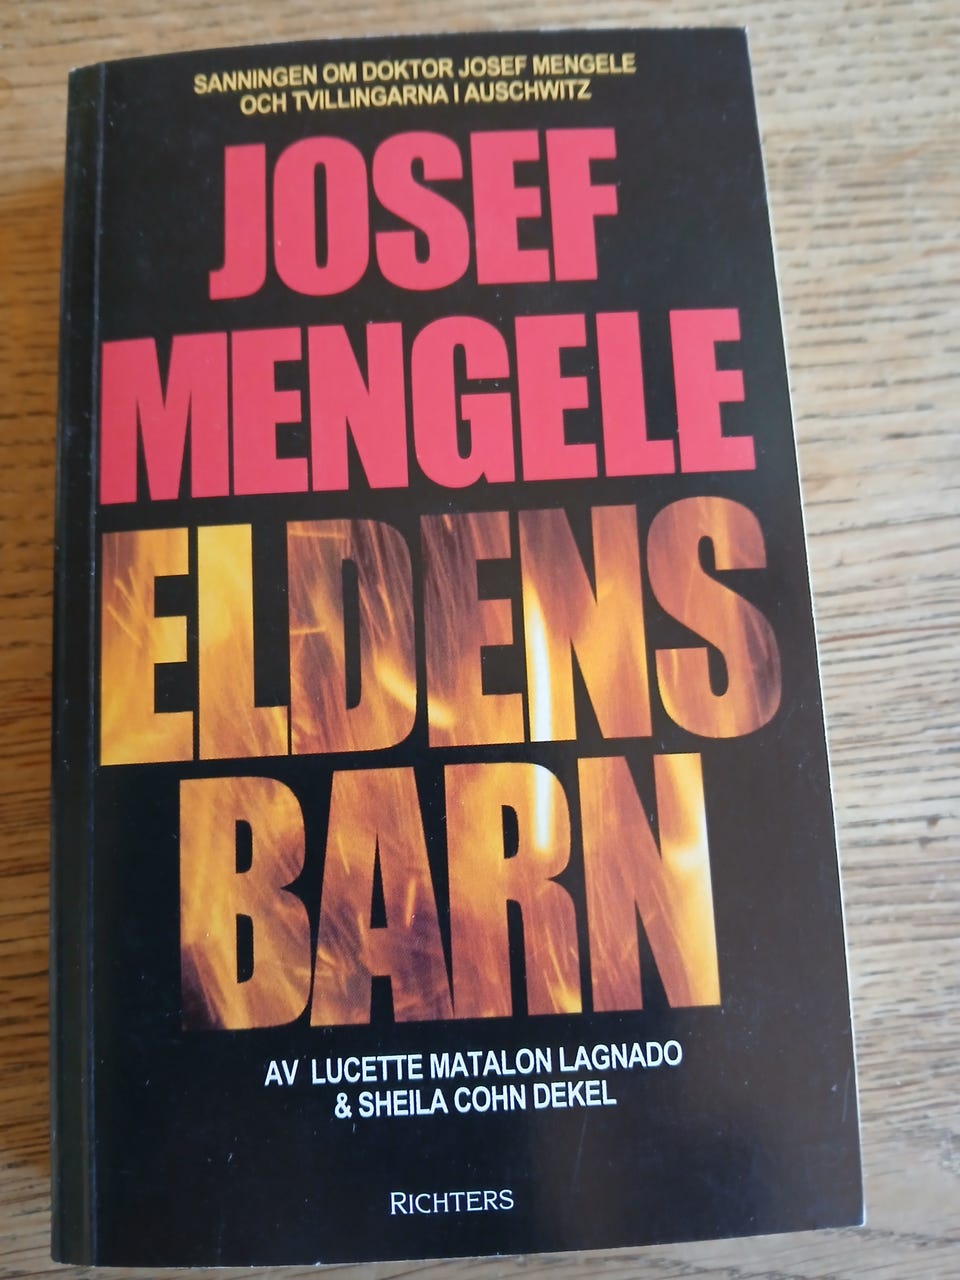 SANNINGEN OM DOKTOR JOSEF MENGELE
OCH TVILLINGARNA I AUSCHWITZ
JOSEF
MENGELE
ELDENS
BARN
AV LUCETTE MATALON LAGNADO
& SHEILA COHN DEKEL
RICHTERS